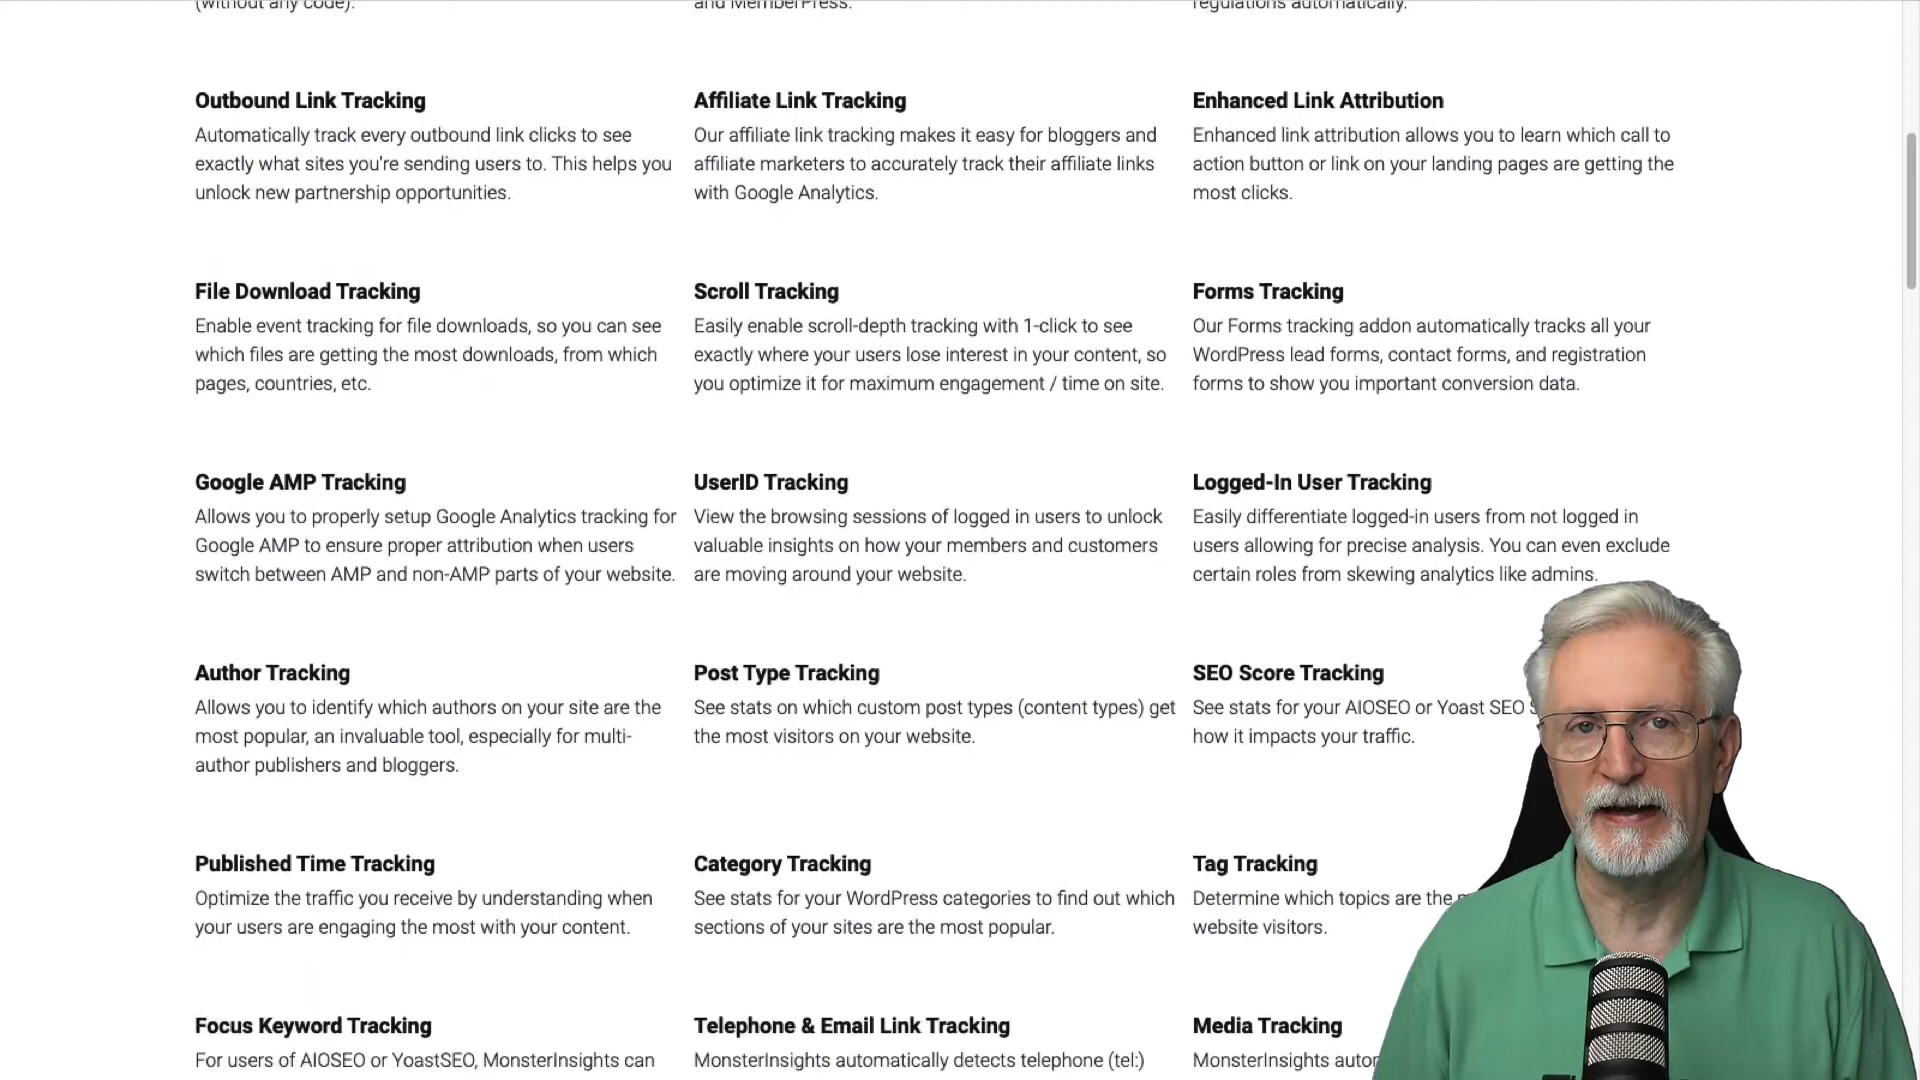 (without any code).
and MemberPress.
regulations automatically.
Outbound Link Tracking
Automatically track every outbound link clicks to see
exactly what sites you're sending users to. This helps you
unlock new partnership opportunities.
Affiliate Link Tracking
Our affiliate link tracking makes it easy for bloggers and
affiliate marketers to accurately track their affiliate links
with Google Analytics.
Enhanced Link Attribution
Enhanced link attribution allows you to learn which call to
action button or link on your landing pages are getting the
most clicks.
File Download Tracking
Enable event tracking for file downloads, so you can see
which files are getting the most downloads, from which
pages, countries, etc.
Scroll Tracking
Easily enable scroll-depth tracking with 1-click to see
exactly where your users lose interest in your content, so
you optimize it for maximum engagement / time on site.
Forms Tracking
Our Forms tracking addon automatically tracks all your
WordPress lead forms, contact forms, and registration
forms to show you important conversion data.
Google AMP Tracking
Allows you to properly setup Google Analytics tracking for
Google AMP to ensure proper attribution when users
switch between AMP and non-AMP parts of your website.
UserID Tracking
View the browsing sessions of logged in users to unlock
valuable insights on how your members and customers
are moving around your website.
Logged-In User Tracking
Easily differentiate logged-in users from not logged in
users allowing for precise analysis. You can even exclude
certain roles from skewing analytics like admins.
Author Tracking
Allows you to identify which authors on your site are the
most popular, an invaluable tool, especially for multi-
author publishers and bloggers.
Post Type Tracking
See stats on which custom post types (content types) get
the most visitors on your website.
SEO Score Tracking
See stats for your AIOSEO or Yoast SEO
how it impacts your traffic.
Published Time Tracking
Optimize the traffic you receive by understanding when
your users are engaging the most with your content.
Category Tracking
See stats for your WordPress categories to find out which
sections of your sites are the most popular.
Tag Tracking
Determine which topics are the
website visitors.
Focus Keyword Tracking
For users of AIOSEO or YoastSEO, MonsterInsights can
Telephone & Email Link Tracking
MonsterInsights automatically detects telephone (tel:)
Media Tracking
MonsterInsights